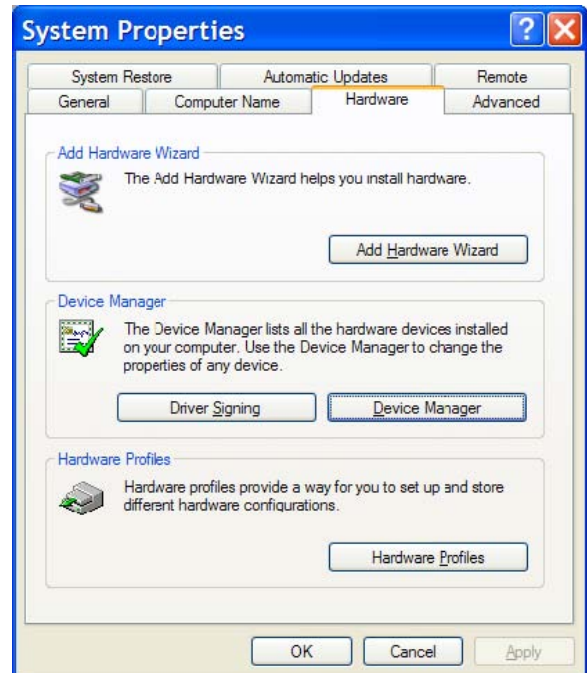 System Properties
?
System Restore
Automatic Updates
Remote
General
Computer Name
Hardware
Advanced
Add Hardware Wizard
The Add Hardware Wizard helps you install hardware.
Add Hardware Wizard
Device Manager
The Device Manager lists all the hardware devices installed
on your computer. Use the Device Manager to change the
properties of any device.
Driver Signing
Device Manager
Hardware Profiles
Hardware profiles provide a way for you to set up and store
different hardware configurations.
Hardware Profiles
OK
Cancel
Apply